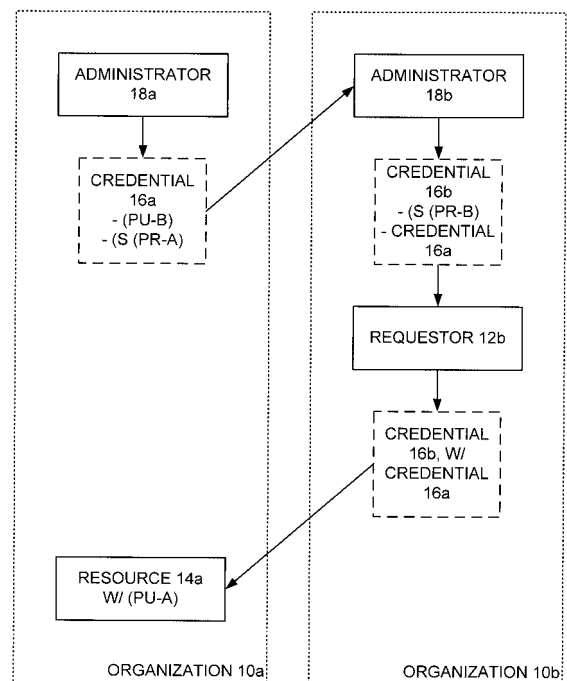 ADMINISTRATOR
18a
CREDENTIAL
16a
- (PU-B)
- (S (PR-A)
ADMINISTRATOR
18b
CREDENTIAL
16b
- (S (PR-B)
- CREDENTIAL
16a
REQUESTOR 12b
CREDENTIAL
16b, W/
CREDENTIAL
16a
RESOURCE 14a
W/ (PU-A)
ORGANIZATION 10a
ORGANIZATION 10b